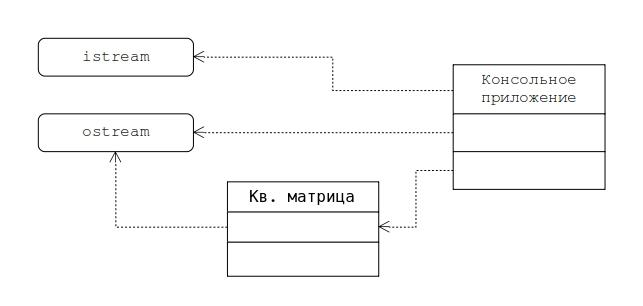 istream
Консольное
приложение
ostream
Кв. матрица